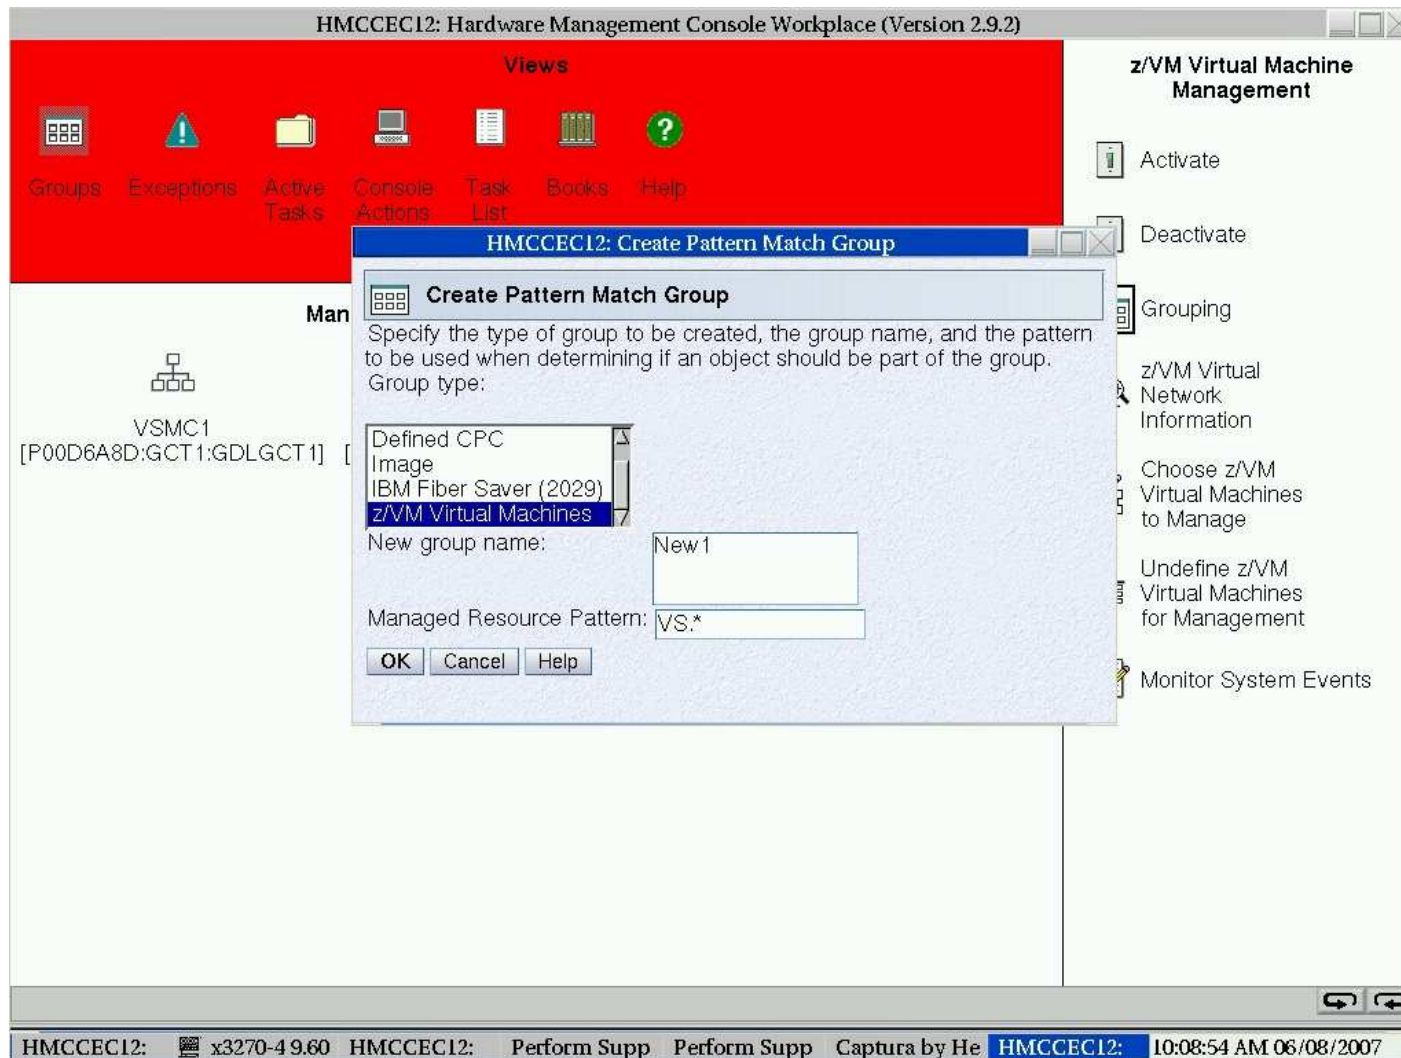 HMCCEC12: Hardware Management Console Workplace (Version 2.9.2)
Views
Groups
Exceptions
Active
Tasks
Console
Actions
Task
List
Books
Help
Man
VSMC1
[P00D6A8D:GCT1:GDLGCT1]
[
HMCCEC12: Create Pattern Match Group
Create Pattern Match Group
Specify the type of group to be created, the group name, and the pattern
to be used when determining if an object should be part of the group.
Group type:
Defined CPC
Image
IBM Fiber Saver (2029)
z/VM Virtual Machines
New group name:
New1
Managed Resource Pattern:
VS.*
OK
Cancel
Help
z/VM Virtual Machine
Management
Activate
Deactivate
Grouping
z/VM Virtual
Network
Information
Choose z/VM
Virtual Machines
to Manage
Undefine z/VM
Virtual Machines
for Management
Monitor System Events
HMCCEC12:
x3270-4 9.60
HMCCEC12:
Perform Supp
Perform Supp
Captura by He
HMCCEC12:
10:08:54 AM 06/08/2007